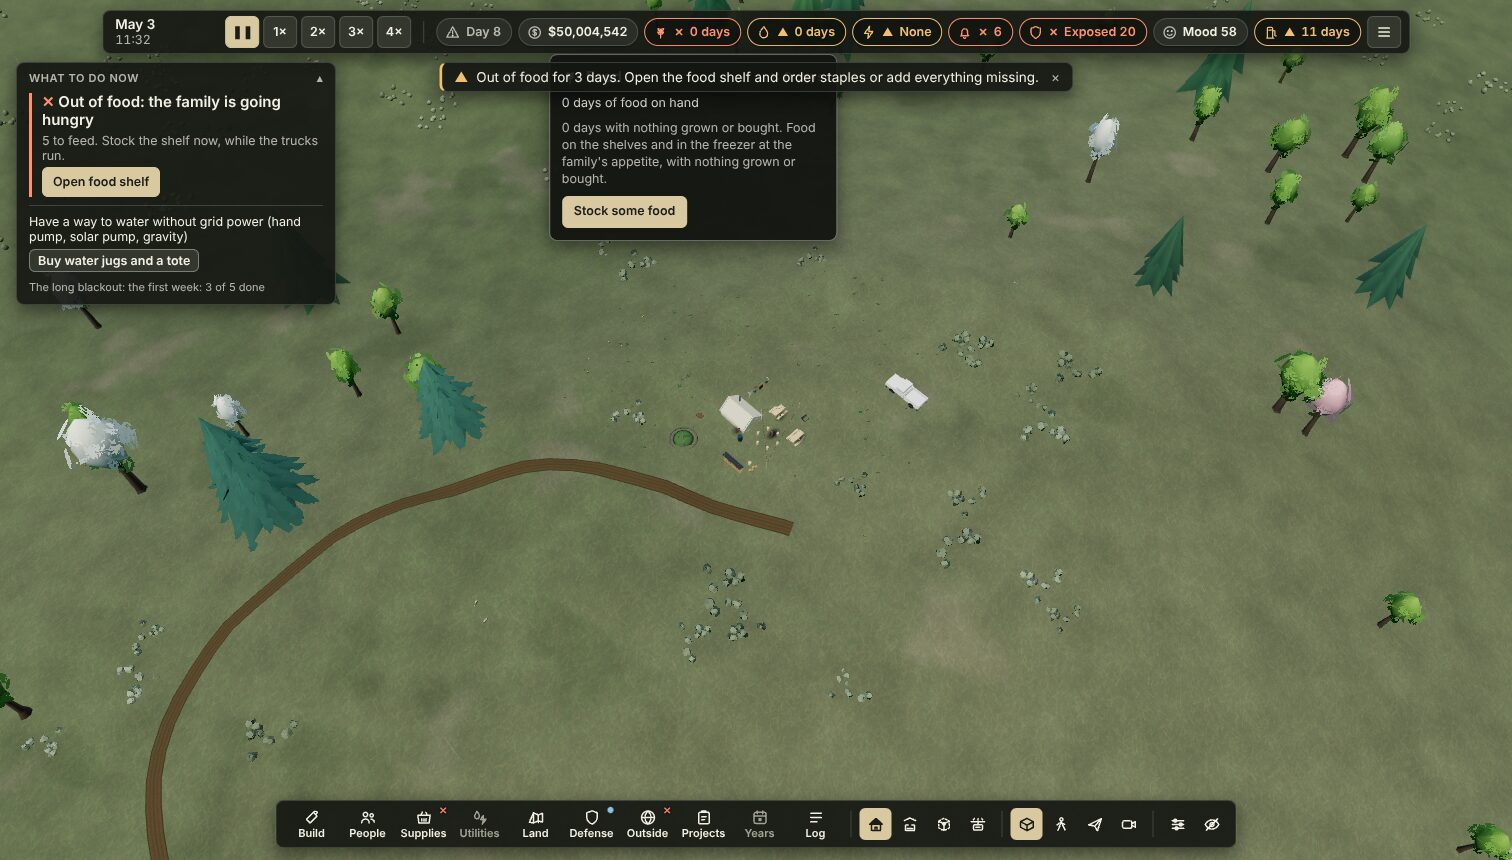 May 3
11:32
1×
2×
3×
4×
Day 8
$50,004,542
× 0 days
0 days
None
× 6
× Exposed 20
Mood 58
11 days
WHAT TO DO NOW
× Out of food: the family is going
hungry
5 to feed. Stock the shelf now, while the trucks
run.
Open food shelf
Have a way to water without grid power (hand
pump, solar pump, gravity)
Buy water jugs and a tote
The long blackout: the first week: 3 of 5 done
Out of food for 3 days. Open the food shelf and order staples or add everything missing. ×
0 days of food on hand
0 days with nothing grown or bought. Food
on the shelves and in the freezer at the
family's appetite, with nothing grown or
bought.
Stock some food
Build
People
Supplies
Utilities
Land
Defense
Outside
Projects
Years
Log